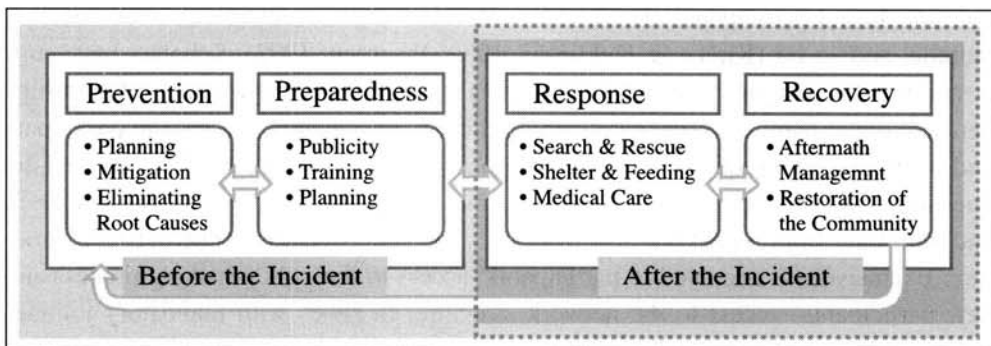 Prevention
• Planning
• Mitigation
• Eliminating
Root Causes
Preparedness
• Publicity
• Training
• Planning
Before the Incident
Response
• Search & Rescue
• Shelter & Feeding
• Medical Care
Recovery
• Aftermath
Managemnt
• Restoration of
the Community
After the Incident